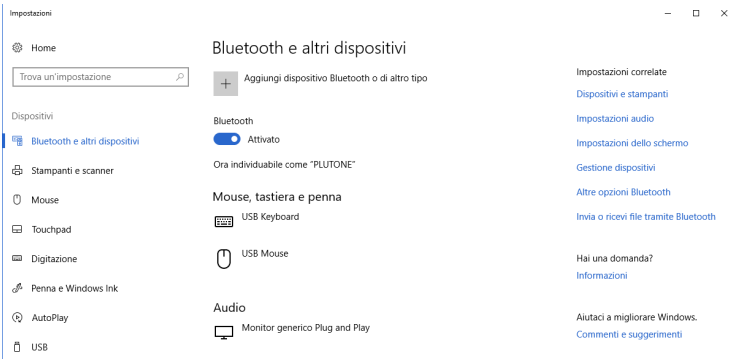 Impostazioni
Home
Trova un'impostazione
Dispositivi
Bluetooth e altri dispositivi
Stampanti e scanner
Mouse
Touchpad
Digitazione
Penna e Windows Ink
AutoPlay
USB
Bluetooth e altri dispositivi
Aggiungi dispositivo Bluetooth o di altro tipo
Bluetooth
Attivato
Ora individuabile come "PLUTONE"
Mouse, tastiera e penna
USB Keyboard
USB Mouse
Audio
Monitor generico Plug and Play
Impostazioni correlate
Dispositivi e stampanti
Impostazioni audio
Impostazioni dello schermo
Gestione dispositivi
Altre opzioni Bluetooth
Invia o ricevi file tramite Bluetooth
Hai una domanda?
Informazioni
Aiutaci a migliorare Windows.
Commenti e suggerimenti